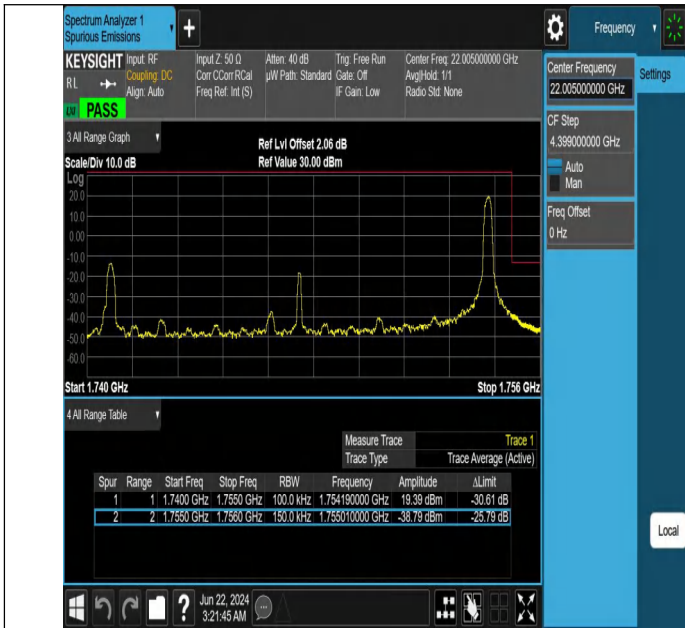 Spectrum Analyzer 1
Spurious Emissions
+
Frequency
KEYSIGHT Input: RF Input Z: 50 Ω Atten: 40 dB Trig: Free Run Center Freq: 22.005000000 GHz
Coupling: DC Corr CCorr RCal µW Path: Standard Gate: Off Avg|Hold: 1/1
RL Align: Auto Freq Ref: Int (S) IF Gain: Low Radio Std: None
PASS
Center Frequency
22.005000000 GHz
Settings
CF Step
4.399000000 GHz
Auto
Man
Freq Offset
0 Hz
3 All Range Graph
Ref Lvl Offset 2.06 dB
Scale/Div 10.0 dB Ref Value 30.00 dBm
Log
20.0
10.0
0.00
-10.0
-20.0
-30.0
-40.0
-50.0
-60.0
Start 1.740 GHz Stop 1.756 GHz
4 All Range Table
Measure Trace Trace 1
Trace Type Trace Average (Active)
Spur Range Start Freq Stop Freq RBW Frequency Amplitude ΔLimit
1 1 1.7400 GHz 1.7550 GHz 100.0 kHz 1.754190000 GHz 19.39 dBm -30.61 dB
2 2 1.7550 GHz 1.7560 GHz 150.0 kHz 1.755010000 GHz -38.79 dBm -25.79 dB
Local
? Jun 22, 2024
3:21:45 AM